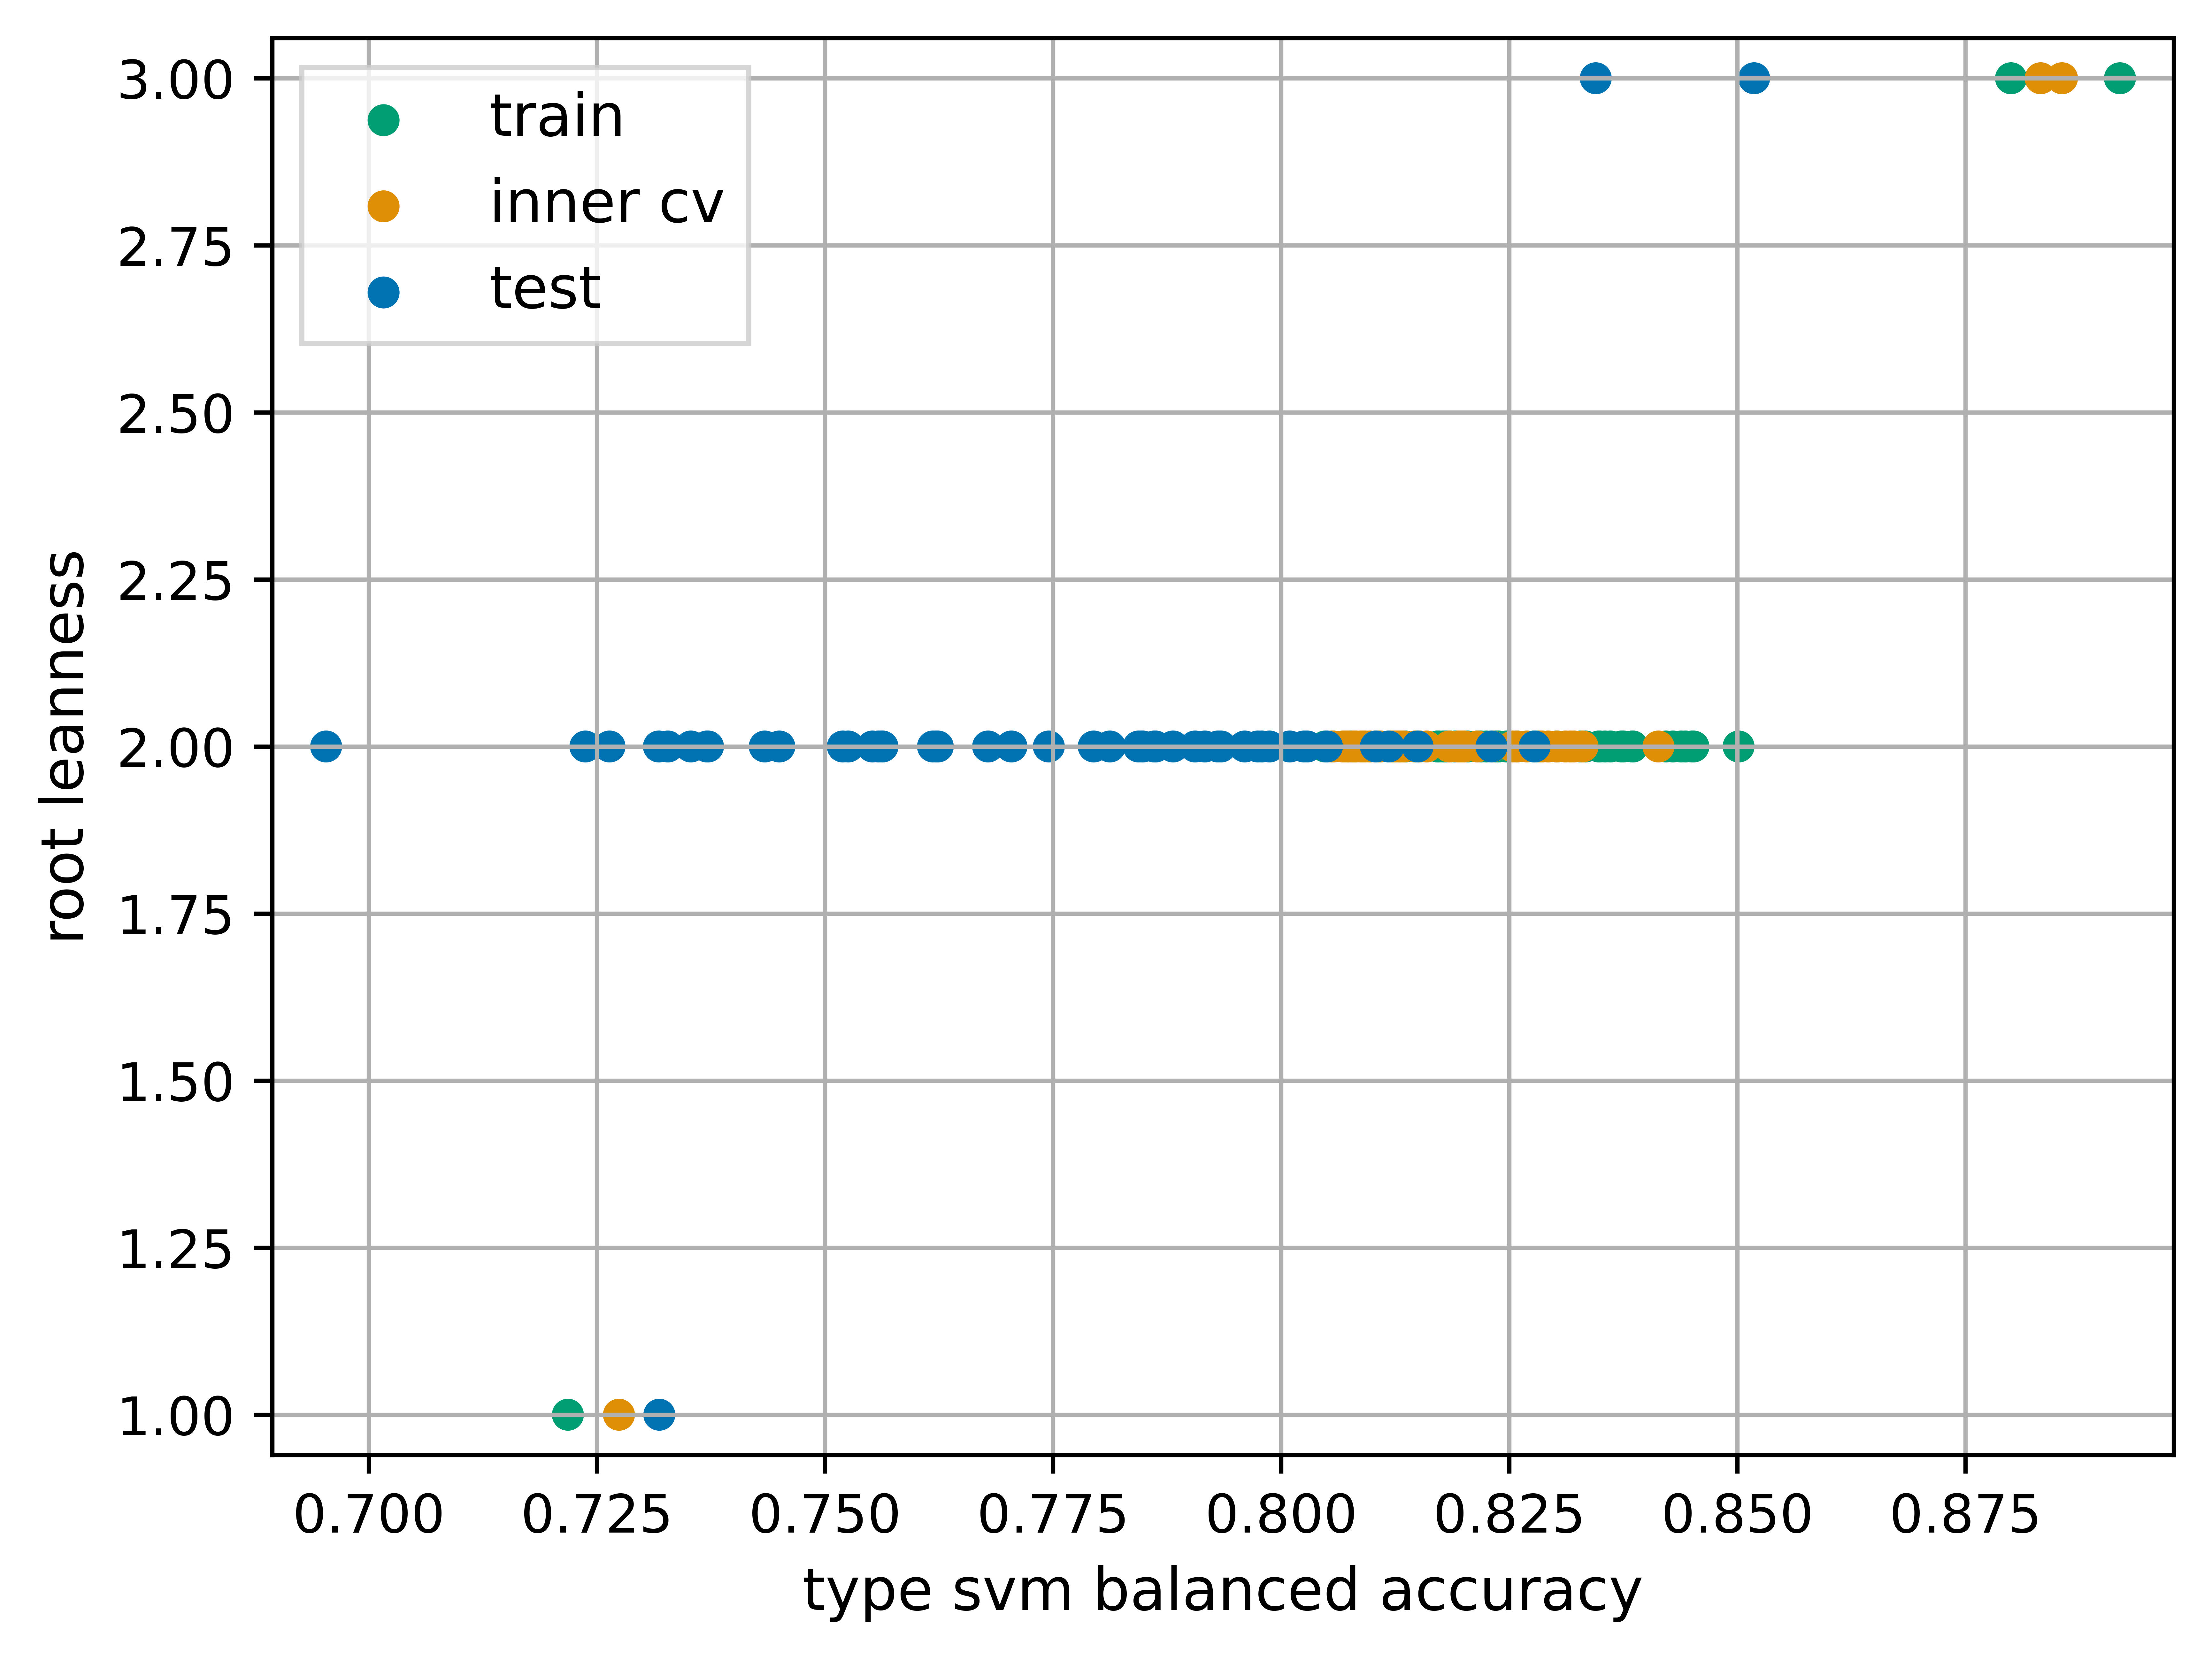 train
inner cv
test
3.00
2.75
2.50
2.25
2.00
1.75
1.50
1.25
1.00
root leanness
0.700 0.725 0.750 0.775 0.800 0.825 0.850 0.875
type svm balanced accuracy